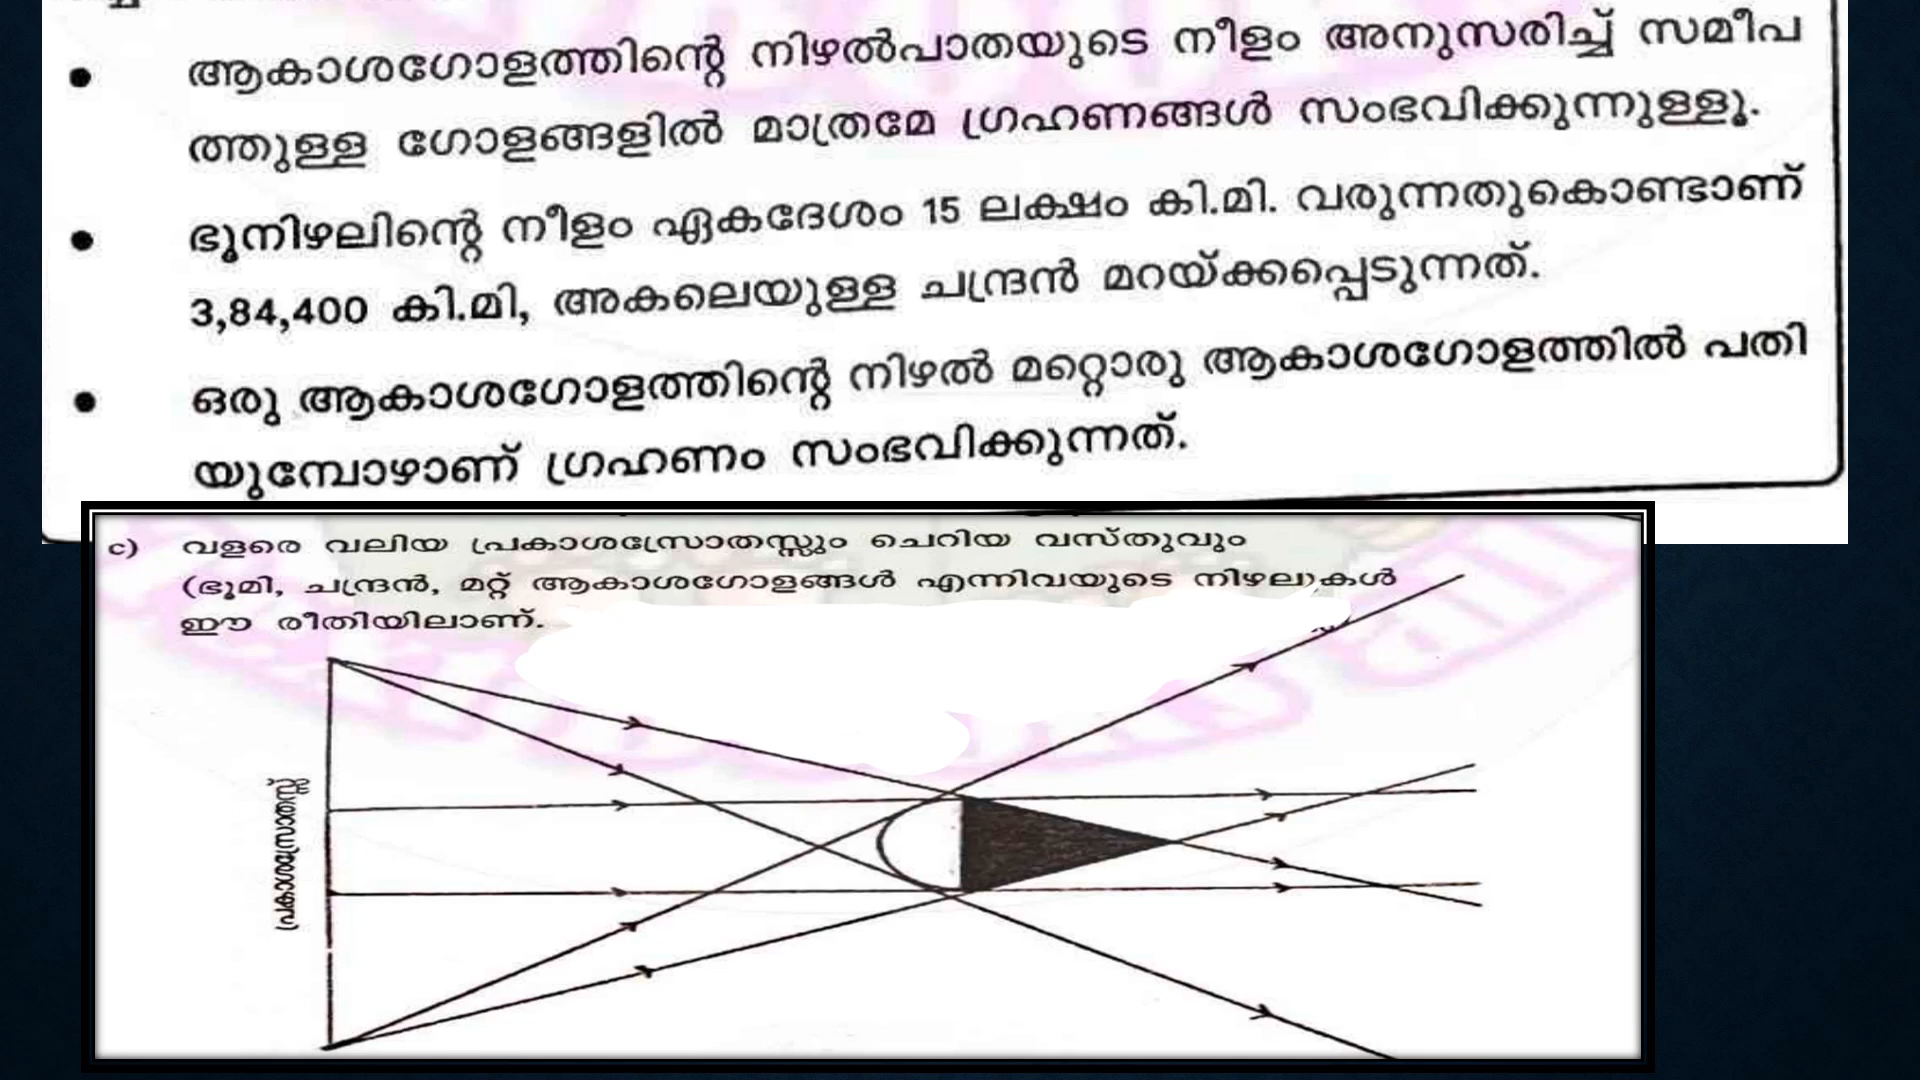 ആകാശഗോളത്തിന്റെ നിഴൽപാതയുടെ നീളം അനുസരിച്ച് സമീപ
ത്തുള്ള ഗോളങ്ങളിൽ മാത്രമേ ഗ്രഹണങ്ങൾ സംഭവിക്കുന്നുള്ളൂ.
ഭൂനിഴലിന്റെ നീളം ഏകദേശം 15 ലക്ഷം കി.മി. വരുന്നതുകൊണ്ടാണ്
3,84,400 കി.മി, അകലെയുള്ള ചന്ദ്രൻ മറയ്ക്കപ്പെടുന്നത്.
ഒരു ആകാശഗോളത്തിന്റെ നിഴൽ മറ്റൊരു ആകാശഗോളത്തിൽ പതി
യുമ്പോഴാണ് ഗ്രഹണം സംഭവിക്കുന്നത്.
c) വളരെ വലിയ പ്രകാശസ്രോതസ്സും ചെറിയ വസ്തുവും
(ഭൂമി, ചന്ദ്രൻ, മറ്റ് ആകാശഗോളങ്ങൾ എന്നിവയുടെ നിഴലുകൾ
ഈ രീതിയിലാണ്.
പ്രകാശസ്രോതസ്സ്